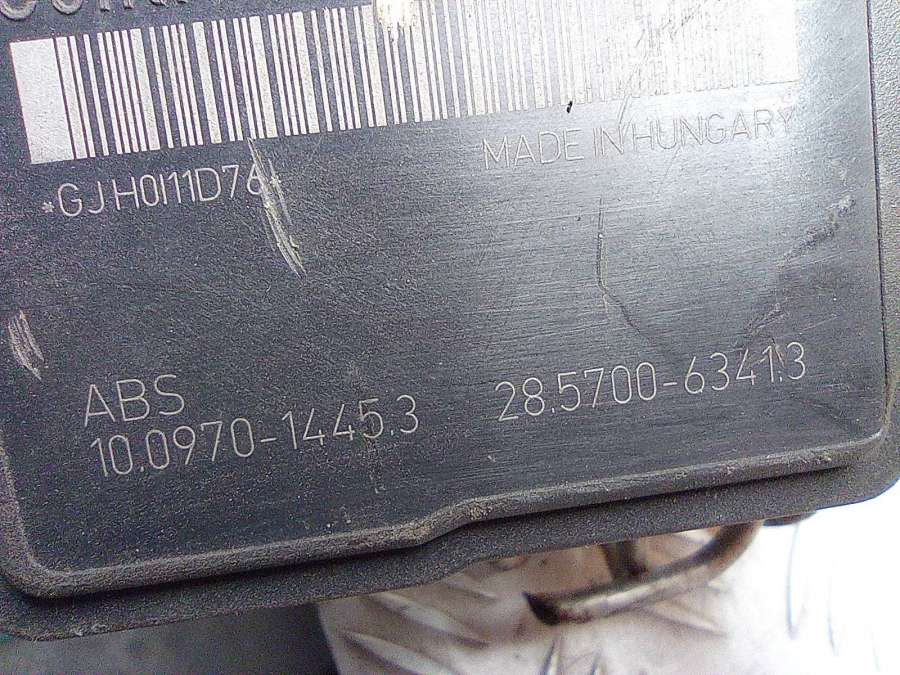 MADE IN HUNGARY
*GJH0I11D76*
ABS
10.0970-1445.3 28.5700-6341.3